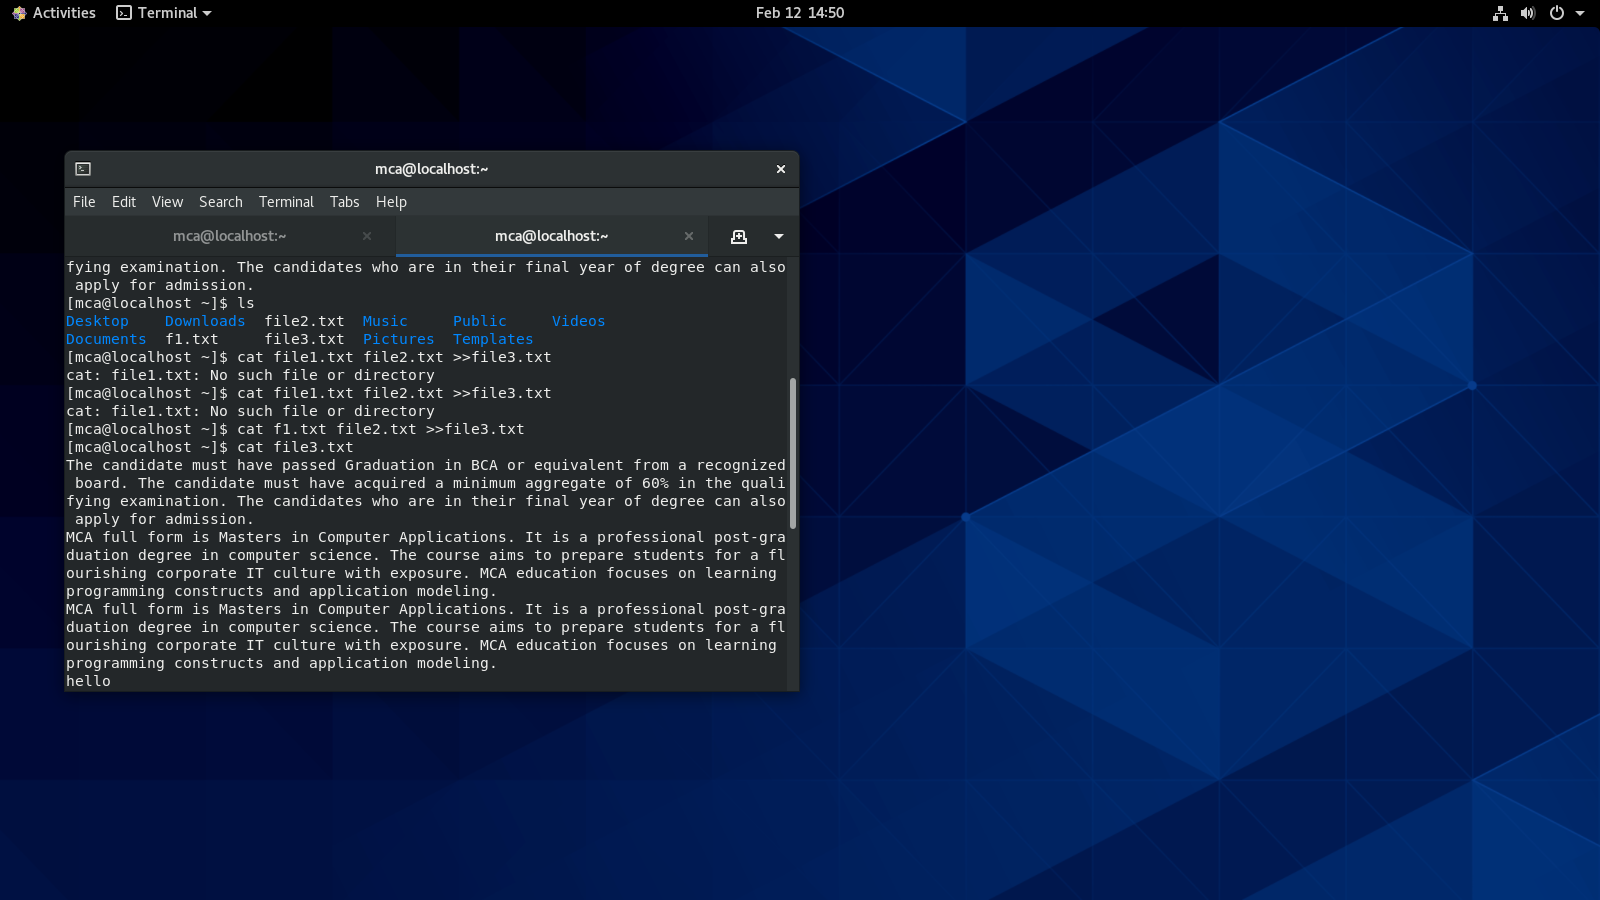 Activities Terminal Feb 12 14:50
mca@localhost:~
File Edit View Search Terminal Tabs Help
mca@localhost:~ mca@localhost:~
fying examination. The candidates who are in their final year of degree can also
 apply for admission.
[mca@localhost ~]$ ls
Desktop Downloads file2.txt Music Public Videos
Documents f1.txt file3.txt Pictures Templates
[mca@localhost ~]$ cat file1.txt file2.txt >>file3.txt
cat: file1.txt: No such file or directory
[mca@localhost ~]$ cat file1.txt file2.txt >>file3.txt
cat: file1.txt: No such file or directory
[mca@localhost ~]$ cat f1.txt file2.txt >>file3.txt
[mca@localhost ~]$ cat file3.txt
The candidate must have passed Graduation in BCA or equivalent from a recognized
 board. The candidate must have acquired a minimum aggregate of 60% in the quali
fying examination. The candidates who are in their final year of degree can also
 apply for admission.
MCA full form is Masters in Computer Applications. It is a professional post-gra
duation degree in computer science. The course aims to prepare students for a fl
ourishing corporate IT culture with exposure. MCA education focuses on learning
programming constructs and application modeling.
MCA full form is Masters in Computer Applications. It is a professional post-gra
duation degree in computer science. The course aims to prepare students for a fl
ourishing corporate IT culture with exposure. MCA education focuses on learning
programming constructs and application modeling.
hello